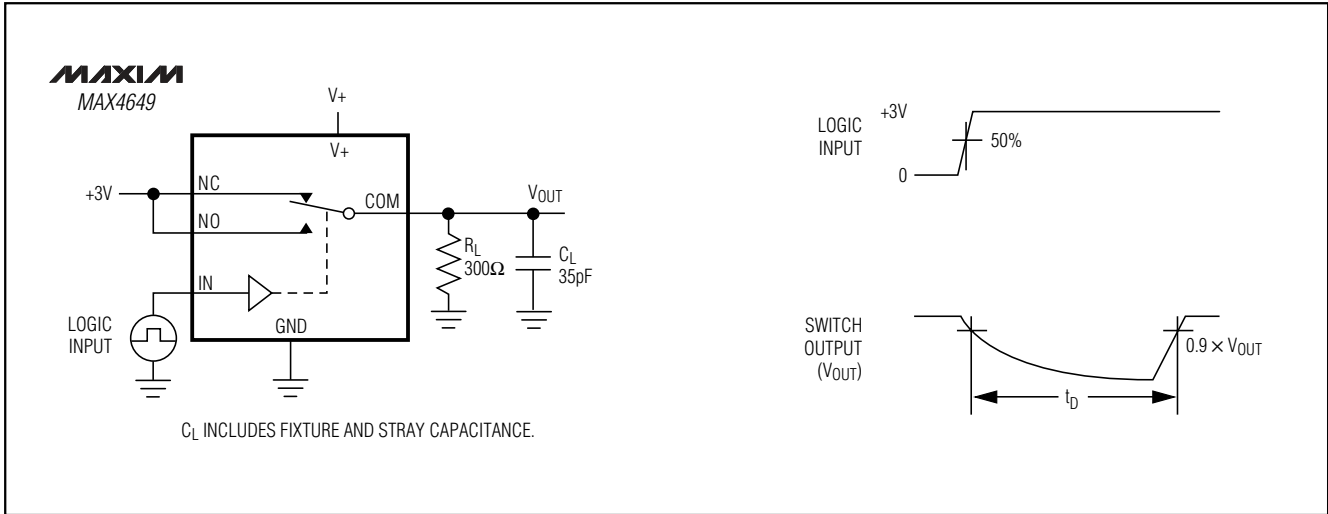 MAXIM
MAX4649
V+
V+
+3V
NC
NO
COM
VOUT
RL
300Ω
CL
35pF
IN
LOGIC
INPUT
GND
CL INCLUDES FIXTURE AND STRAY CAPACITANCE.
LOGIC
INPUT
+3V
50%
0
SWITCH
OUTPUT
(VOUT)
0.9 × VOUT
tD